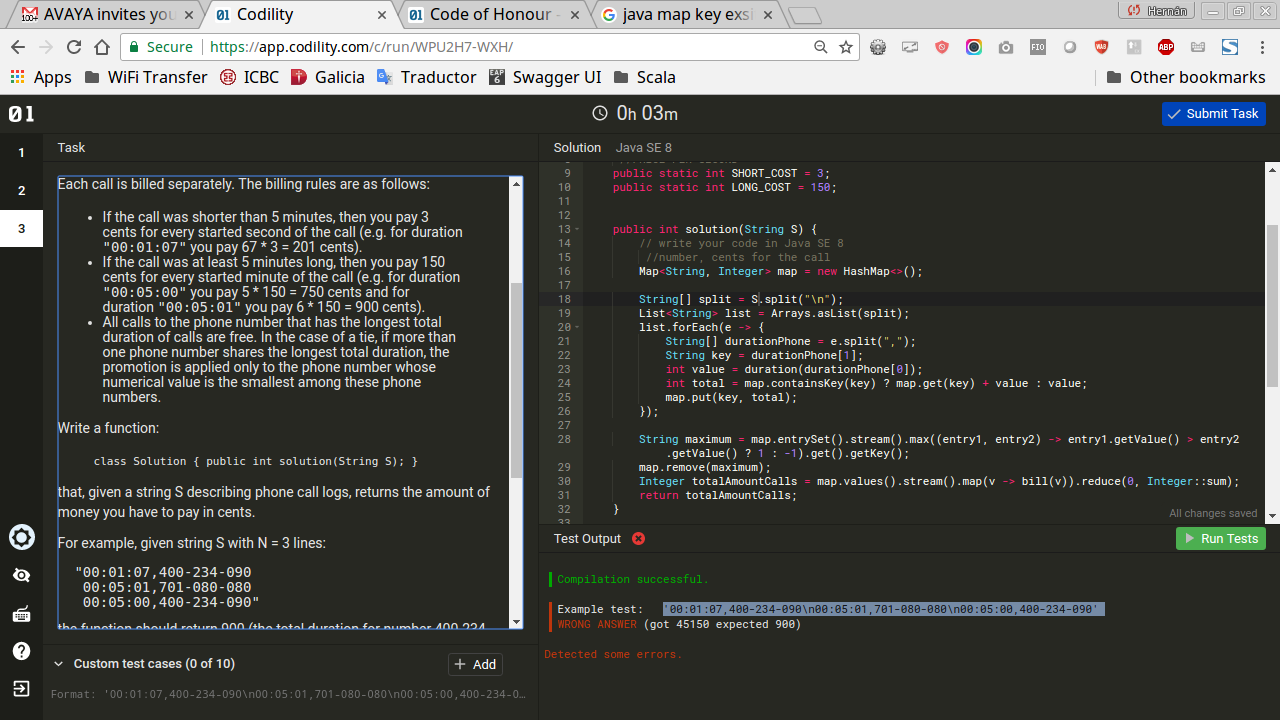 AVAYA invites you
Codility
Code of Honour -
java map key exsi
Hernán
Secure
https://app.codility.com/c/run/WPU2H7-WXH/
Apps
WiFi Transfer
ICBC
Galicia
Traductor
Swagger UI
Scala
Other bookmarks
0h 03m
Submit Task
1
2
3
Task
Each call is billed separately. The billing rules are as follows:
• If the call was shorter than 5 minutes, then you pay 3
cents for every started second of the call (e.g. for duration
"00:01:07" you pay 67 * 3 = 201 cents).
• If the call was at least 5 minutes long, then you pay 150
cents for every started minute of the call (e.g. for duration
"00:05:00" you pay 5 * 150 = 750 cents and for
duration "00:05:01" you pay 6 * 150 = 900 cents).
• All calls to the phone number that has the longest total
duration of calls are free. In the case of a tie, if more than
one phone number shares the longest total duration, the
promotion is applied only to the phone number whose
numerical value is the smallest among these phone
numbers.
Write a function:
class Solution { public int solution(String S); }
that, given a string S describing phone call logs, returns the amount of
money you have to pay in cents.
For example, given string S with N = 3 lines:
"00:01:07,400-234-090
00:05:01,701-080-080
00:05:00,400-234-090"
the function should return 900 (the total duration for number 400-234
Custom test cases (0 of 10)
+ Add
Format: '00:01:07,400-234-090\n00:05:01,701-080-080\n00:05:00,400-234-0…
Solution
Java SE 8
9 public static int SHORT_COST = 3;
10 public static int LONG_COST = 150;
11
12
13 public int solution(String S) {
14 // write your code in Java SE 8
15 //number, cents for the call
16 Map<String, Integer> map = new HashMap<>();
17
18 String[] split = S.split("\n");
19 List<String> list = Arrays.asList(split);
20 list.forEach(e -> {
21 String[] durationPhone = e.split(",");
22 String key = durationPhone[1];
23 int value = duration(durationPhone[0]);
24 int total = map.containsKey(key) ? map.get(key) + value : value;
25 map.put(key, total);
26 });
27
28 String maximum = map.entrySet().stream().max((entry1, entry2) -> entry1.getValue() > entry2
.getValue() ? 1 : -1).get().getKey();
29 map.remove(maximum);
30 Integer totalAmountCalls = map.values().stream().map(v -> bill(v)).reduce(0, Integer::sum);
31 return totalAmountCalls;
32 }
33
All changes saved
Test Output
Run Tests
Compilation successful.
Example test: '00:01:07,400-234-090\n00:05:01,701-080-080\n00:05:00,400-234-090'
WRONG ANSWER (got 45150 expected 900)
Detected some errors.